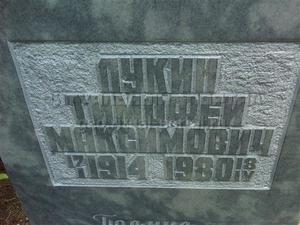 ЛУКИН
ТИМОФЕЙ
МАКСИМОВИЧ
17/I 1914 1980 18/IV